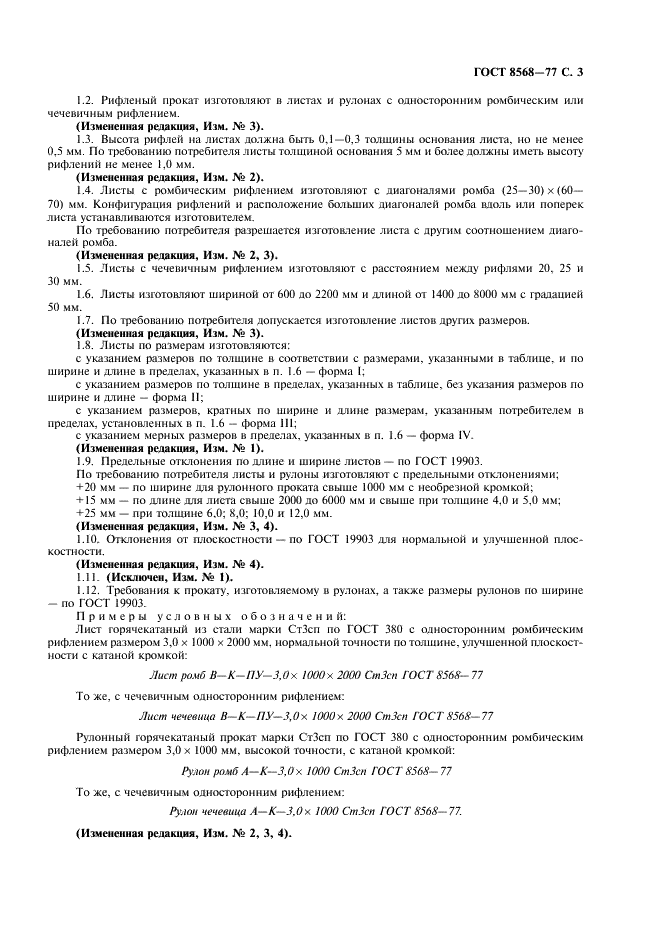 ГОСТ 8568—77 С. 3
1.2. Рифленый прокат изготовляют в листах и рулонах с односторонним ромбическим или
чечевичным рифлением.
(Измененная редакция, Изм. № 3).
1.3. Высота рифлей на листах должна быть 0,1—0,3 толщины основания листа, но не менее
0,5 мм. По требованию потребителя листы толщиной основания 5 мм и более должны иметь высоту
рифлений не менее 1,0 мм.
(Измененная редакция, Изм. № 2).
1.4. Листы с ромбическим рифлением изготовляют с диагоналями ромба (25—30) × (60—
70) мм. Конфигурация рифлений и расположение больших диагоналей ромба вдоль или поперек
листа устанавливаются изготовителем.
По требованию потребителя разрешается изготовление листа с другим соотношением диаго-
налей ромба.
(Измененная редакция, Изм. № 2, 3).
1.5. Листы с чечевичным рифлением изготовляют с расстоянием между рифлями 20, 25 и
30 мм.
1.6. Листы изготовляют шириной от 600 до 2200 мм и длиной от 1400 до 8000 мм с градацией
50 мм.
1.7. По требованию потребителя допускается изготовление листов других размеров.
(Измененная редакция, Изм. № 3).
1.8. Листы по размерам изготовляются:
с указанием размеров по толщине в соответствии с размерами, указанными в таблице, и по
ширине и длине в пределах, указанных в п. 1.6 — форма I;
с указанием размеров по толщине в пределах, указанных в таблице, без указания размеров по
ширине и длине — форма II;
с указанием размеров, кратных по ширине и длине размерам, указанным потребителем в
пределах, установленных в п. 1.6 — форма III;
с указанием мерных размеров в пределах, указанных в п. 1.6 — форма IV.
(Измененная редакция, Изм. № 1).
1.9. Предельные отклонения по длине и ширине листов — по ГОСТ 19903.
По требованию потребителя листы и рулоны изготовляют с предельными отклонениями;
+20 мм — по ширине для рулонного проката свыше 1000 мм с необрезной кромкой;
+15 мм — по длине для листа свыше 2000 до 6000 мм и свыше при толщине 4,0 и 5,0 мм;
+25 мм — при толщине 6,0; 8,0; 10,0 и 12,0 мм.
(Измененная редакция, Изм. № 3, 4).
1.10. Отклонения от плоскостности — по ГОСТ 19903 для нормальной и улучшенной плос-
костности.
(Измененная редакция, Изм. № 4).
1.11. (Исключен, Изм. № 1).
1.12. Требования к прокату, изготовляемому в рулонах, а также размеры рулонов по ширине
— по ГОСТ 19903.
Примеры условных обозначений:
Лист горячекатаный из стали марки Ст3сп по ГОСТ 380 с односторонним ромбическим
рифлением размером 3,0 × 1000 × 2000 мм, нормальной точности по толщине, улучшенной плоскост-
ности с катаной кромкой:
Лист ромб В—К—ПУ—3,0 × 1000 × 2000 Ст3сп ГОСТ 8568—77
То же, с чечевичным односторонним рифлением:
Лист чечевица В—К—ПУ—3,0 × 1000 × 2000 Ст3сп ГОСТ 8568—77
Рулонный горячекатаный прокат марки Ст3сп по ГОСТ 380 с односторонним ромбическим
рифлением размером 3,0 × 1000 мм, высокой точности, с катаной кромкой:
Рулон ромб А—К—3,0 × 1000 Ст3сп ГОСТ 8568—77
То же, с чечевичным односторонним рифлением:
Рулон чечевица А—К—3,0 × 1000 Ст3сп ГОСТ 8568—77.
(Измененная редакция, Изм. № 2, 3, 4).